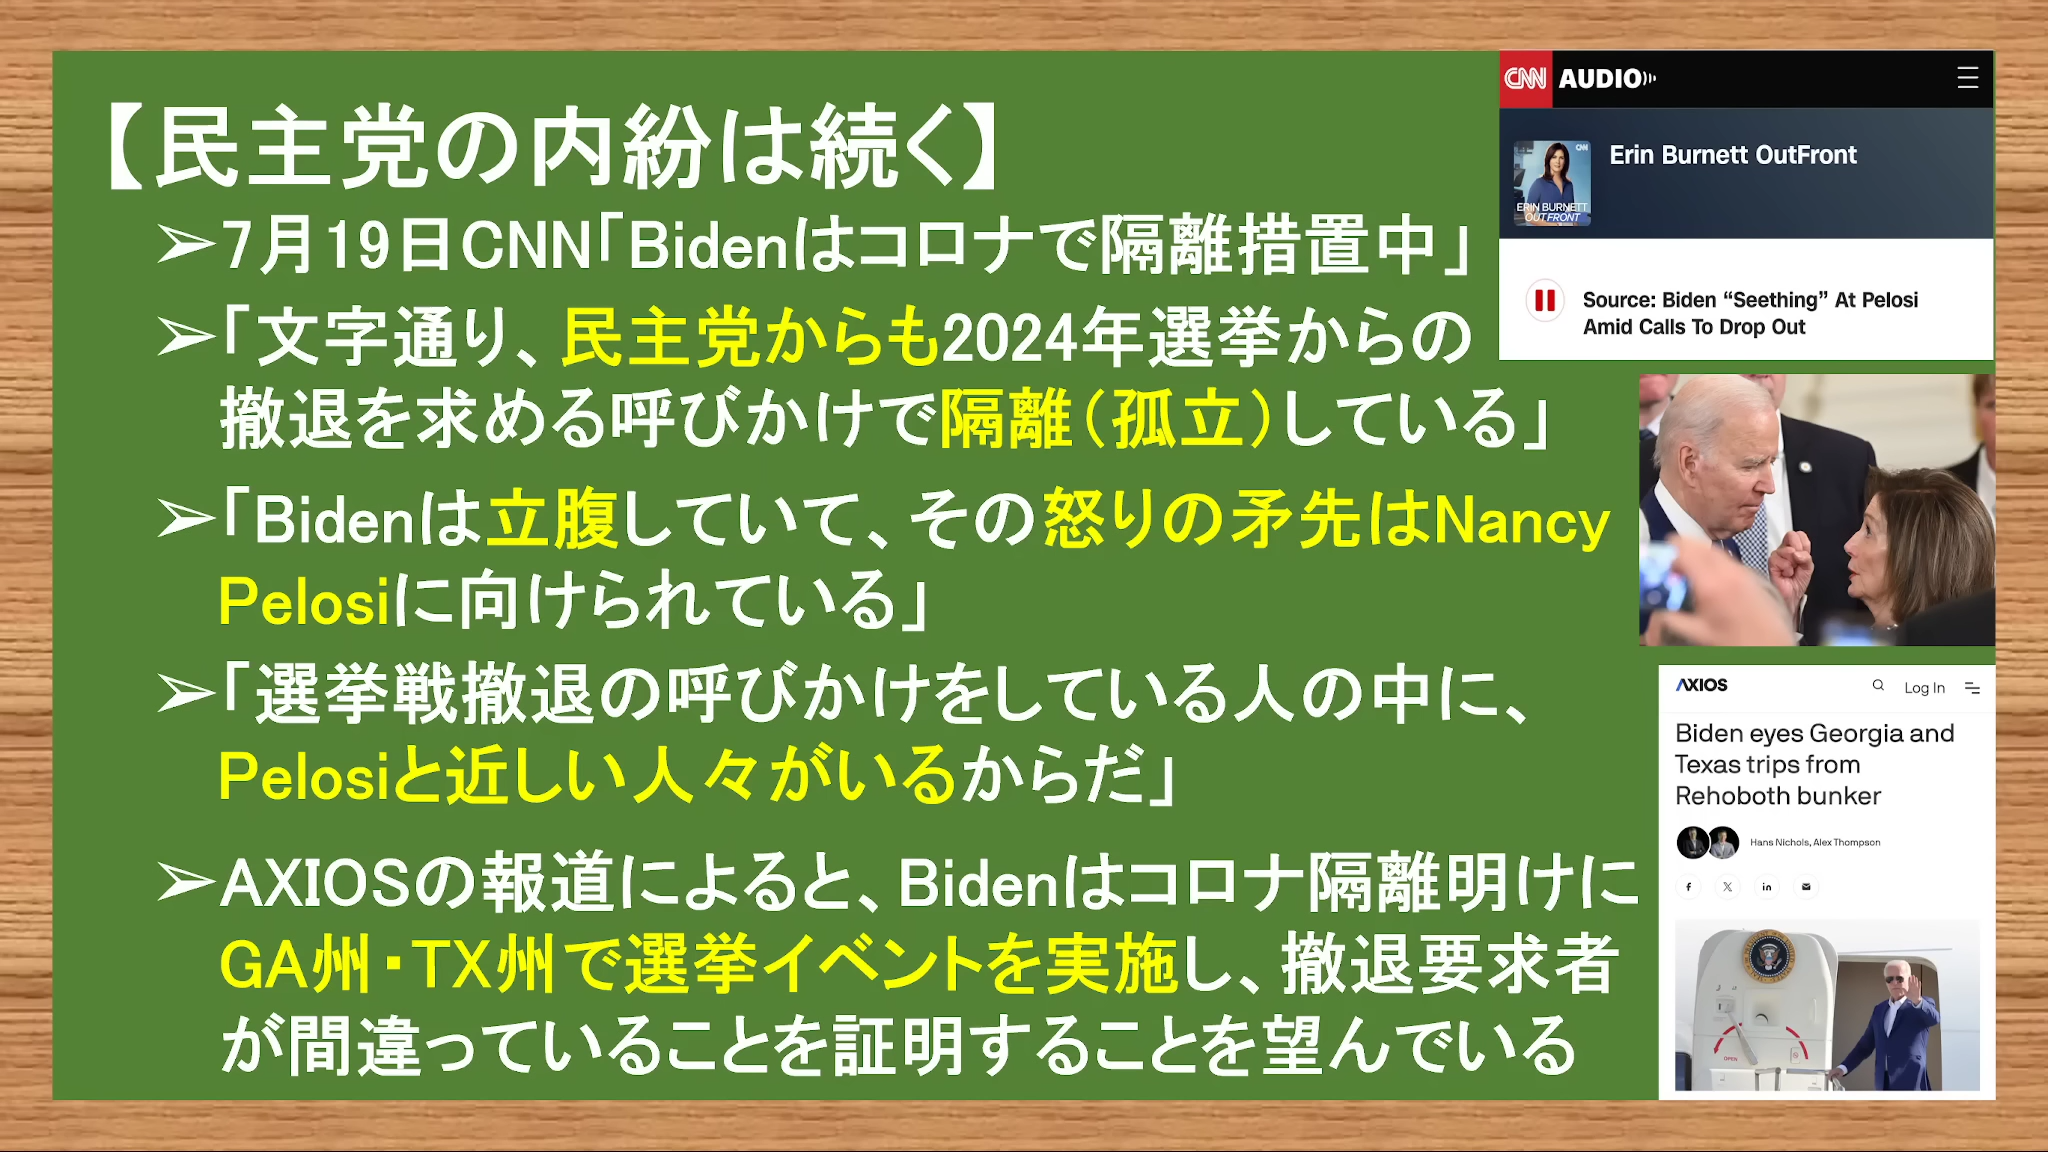 【民主党の内紛は続く】
➢7月19日CNN「Bidenはコロナで隔離措置中」
➢「文字通り、民主党からも2024年選挙からの
撤退を求める呼びかけで隔離(孤立)している」
➢「Bidenは立腹していて、その怒りの矛先はNancy
Pelosiに向けられている」
➢「選挙戦撤退の呼びかけをしている人の中に、
Pelosiと近しい人々がいるからだ」
➢AXIOSの報道によると、Bidenはコロナ隔離明けに
GA州・TX州で選挙イベントを実施し、撤退要求者
が間違っていることを証明することを望んでいる
CNN AUDIO
CNN
ERIN BURNETT
OUTFRONT
Erin Burnett OutFront
Source: Biden “Seething” At Pelosi
Amid Calls To Drop Out
AXIOS
Log In
Biden eyes Georgia and
Texas trips from
Rehoboth bunker
Hans Nichols, Alex Thompson
OPEN